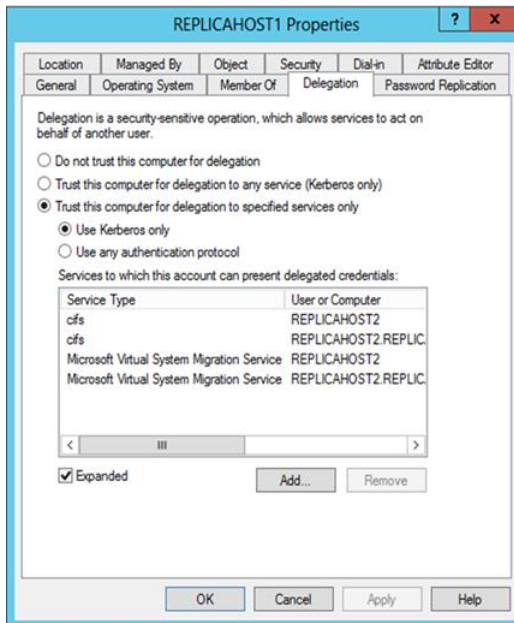 REPLICAHOST1 Properties
? x
Location Managed By Object Security Dial-in Attribute Editor
General Operating System Member Of Delegation Password Replication
Delegation is a security-sensitive operation, which allows services to act on
behalf of another user.
Do not trust this computer for delegation
Trust this computer for delegation to any service (Kerberos only)
Trust this computer for delegation to specified services only
Use Kerberos only
Use any authentication protocol
Services to which this account can present delegated credentials:
Service Type User or Computer
cifs REPLICAHOST2
cifs REPLICAHOST2.REPLIC.
Microsoft Virtual System Migration Service REPLICAHOST2
Microsoft Virtual System Migration Service REPLICAHOST2.REPLIC.
Expanded Add... Remove
OK Cancel Apply Help